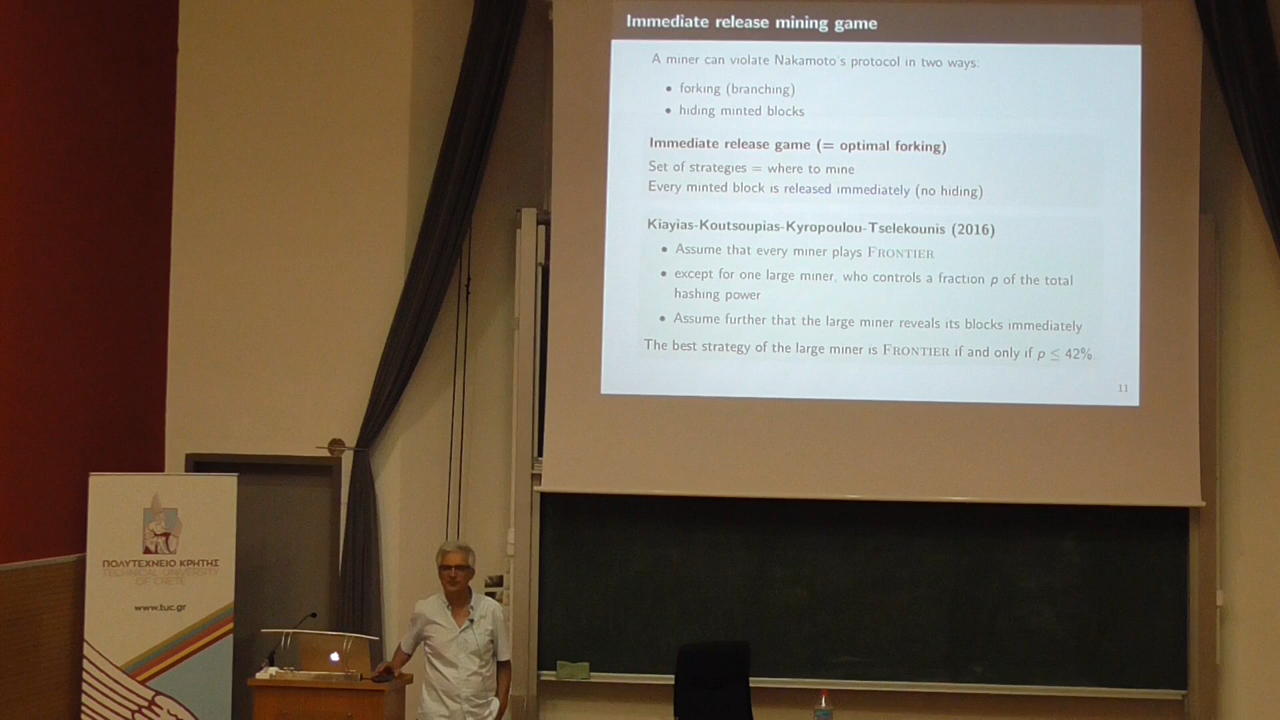 Immediate release mining game
A miner can violate Nakamoto's protocol in two ways:
• forking (branching)
• hiding minted blocks
Immediate release game (= optimal forking)
Set of strategies = where to mine
Every minted block is released immediately (no hiding)
Kiayias-Koutsoupias-Kyropoulou-Tselekounis (2016)
• Assume that every miner plays FRONTIER
• except for one large miner, who controls a fraction p of the total
hashing power
• Assume further that the large miner reveals its blocks immediately
The best strategy of the large miner is FRONTIER if and only if p ≤ 42%
11
ΠΟΛΥΤΕΧΝΕΙΟ ΚΡΗΤΗΣ
TECHNICAL UNIVERSITY
OF CRETE
www.tuc.gr